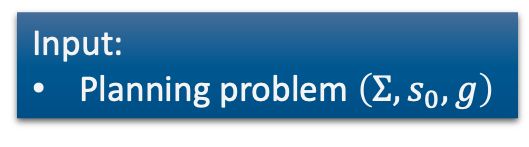 Input:
• Planning problem (Σ, s₀, g)